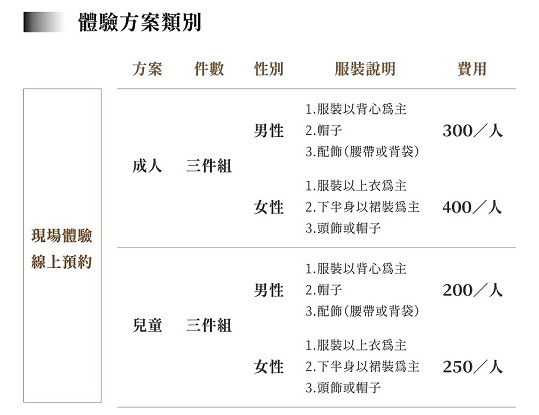 體驗方案類別
方案 件數 性別 服裝說明 費用
現場體驗
線上預約
成人 三件組
男性
1.服裝以背心爲主
2.帽子
3.配飾(腰帶或背袋)
300／人
女性
1.服裝以上衣爲主
2.下半身以裙裝爲主
3.頭飾或帽子
400／人
兒童 三件組
男性
1.服裝以背心爲主
2.帽子
3.配飾(腰帶或背袋)
200／人
女性
1.服裝以上衣爲主
2.下半身以裙裝爲主
3.頭飾或帽子
250／人